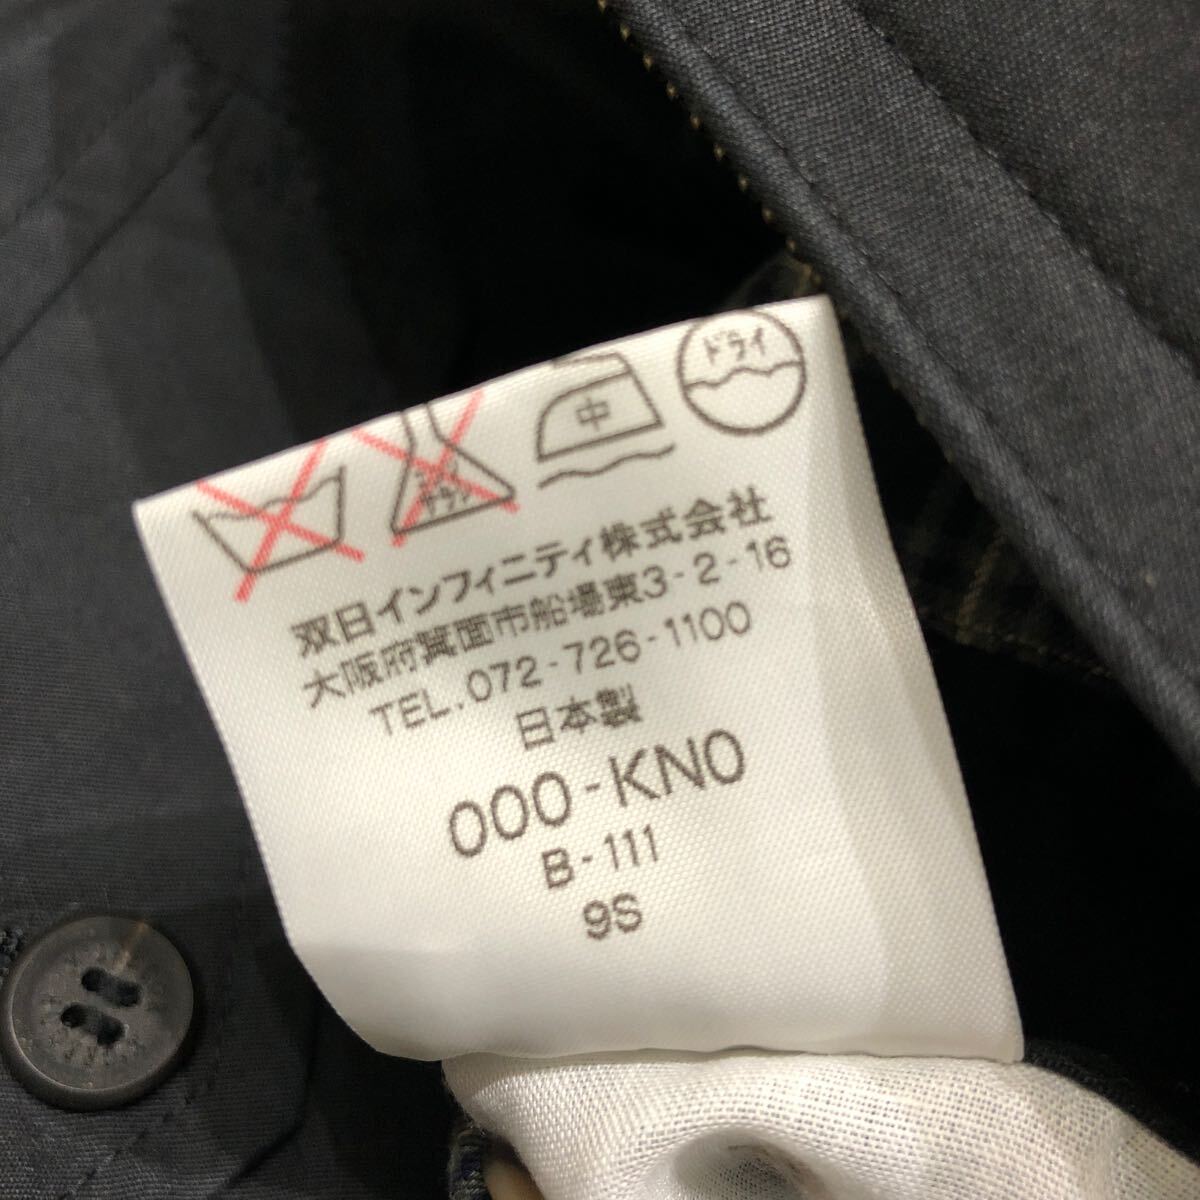 ドライ
中
双日インフィニティ株式会社
大阪府箕面市船場東3-2-16
TEL.072-726-1100
日本製
000-KN0
B-111
9S